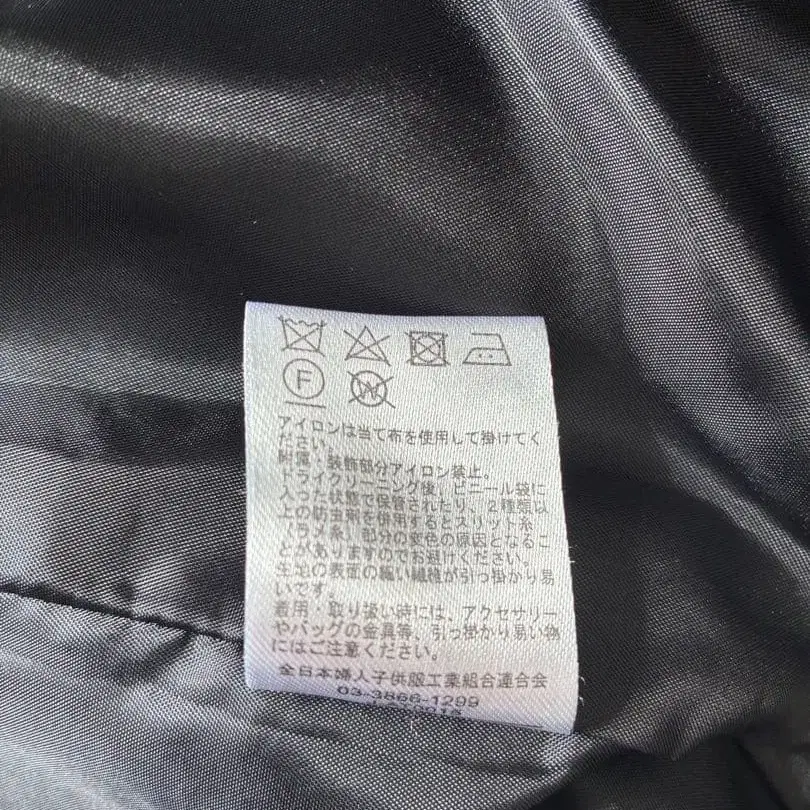 F
W
アイロンは当て布を使用して掛けてく
ださい。
附属・装飾部分アイロン禁止。
ドライクリーニング後、ビニール袋に
入った状態で保管されたり、2種類以
上の防虫剤を併用するとスリット糸
(ラメ糸)部分の変色の原因となるこ
とがありますのでお避けください。
生地の表面の細い繊維が引っ掛かり易
いです。
着用・取り扱い時には、アクセサリー
やバッグの金具等、引っ掛かり易い物
にはご注意ください。
全日本婦人子供服工業組合連合会
03-3866-1299